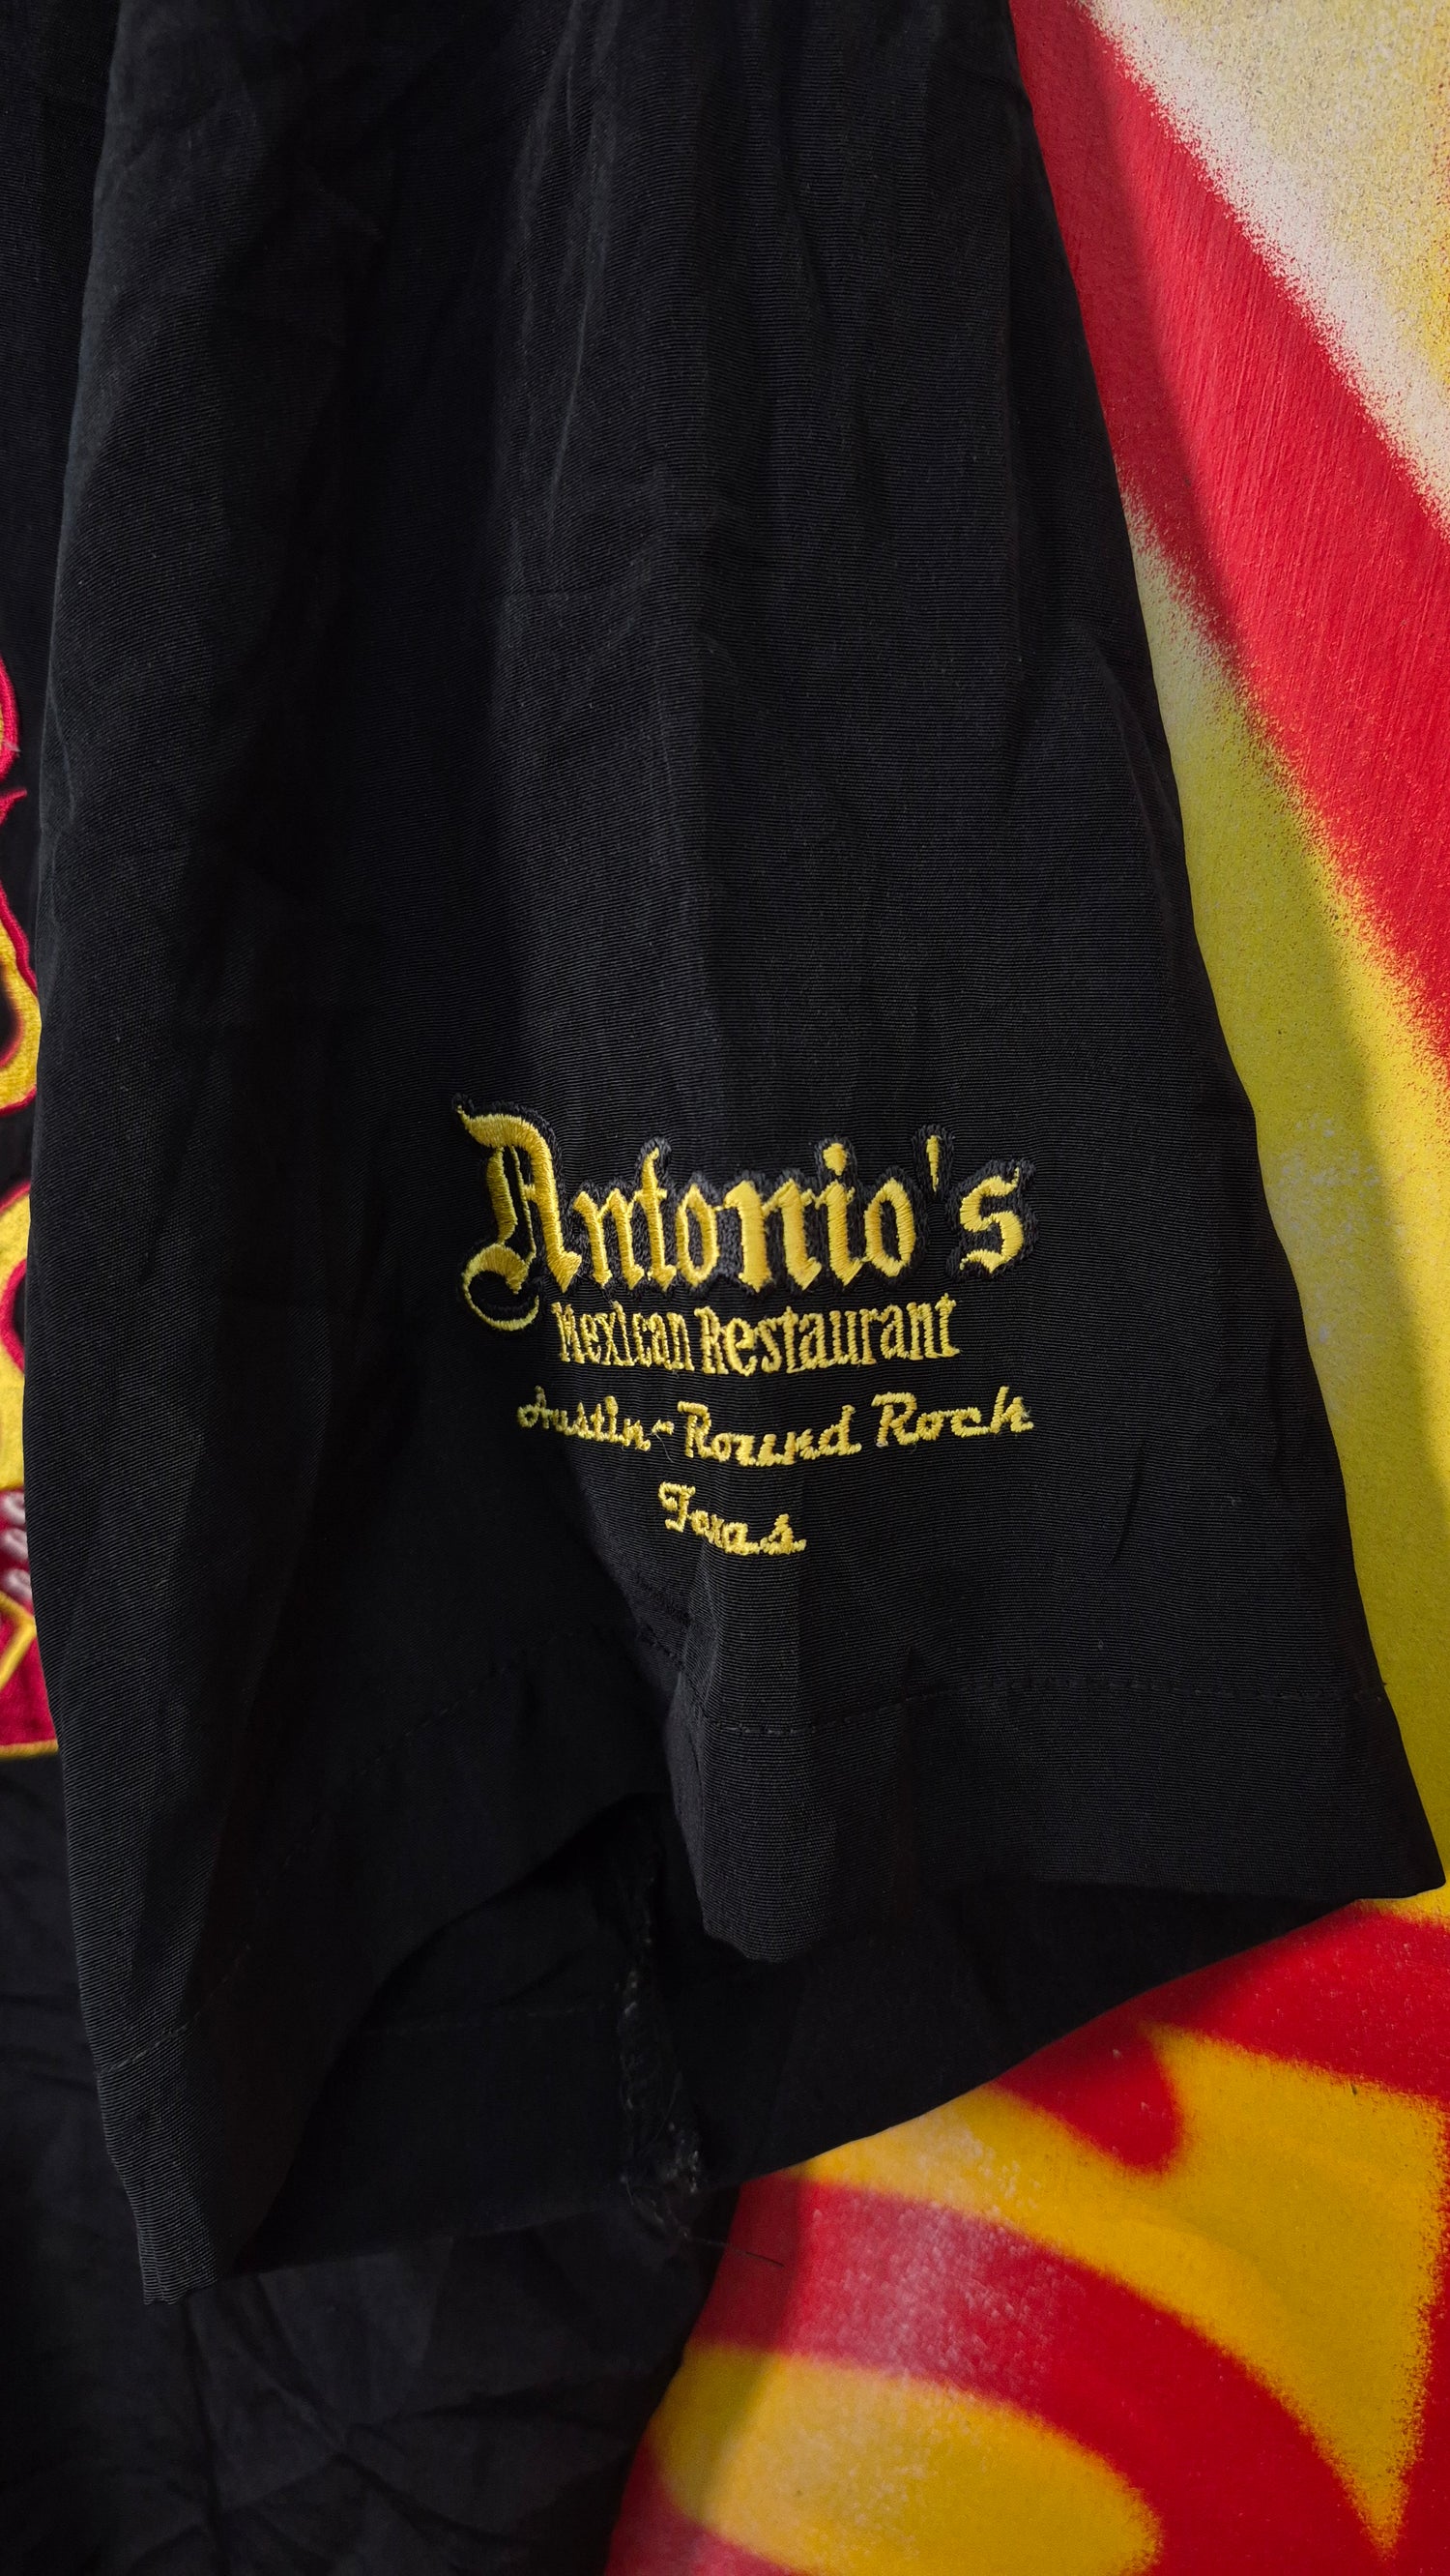 Antonio's
Mexican Restaurant
Austin-Round Rock
Texas